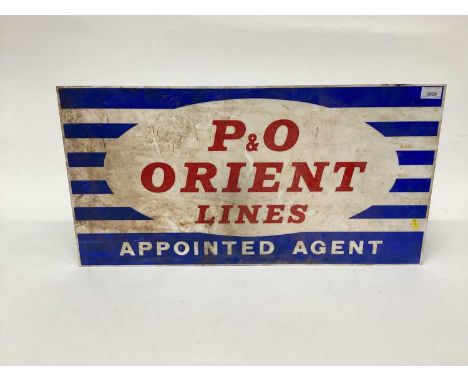 P&O
ORIENT
LINES
APPOINTED AGENT